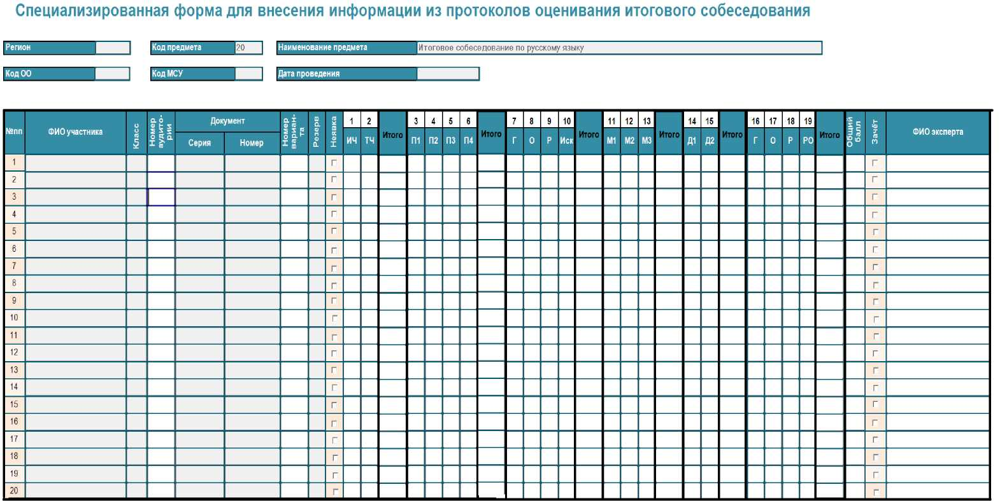 Специализированная форма для внесения информации из протоколов оценивания итогового собеседования
Регион
Код предмета 20
Наименование предмета Итоговое собеседование по русскому языку
Код ОО
Код МСУ
Дата проведения
№пп ФИО участника Класс Номер аудито-рии Документ Номер вариан-та Резерв Неявка 1 2 Итого 3 4 5 6 Итого 7 8 9 10 Итого 11 12 13 Итого 14 15 Итого 16 17 18 19 Итого Общий балл Зачёт ФИО эксперта
Серия Номер ИЧ ТЧ П1 П2 П3 П4 Г О Р Иск М1 М2 М3 Д1 Д2 Г О Р РО
1
2
3
4
5
6
7
8
9
10
11
12
13
14
15
16
17
18
19
20